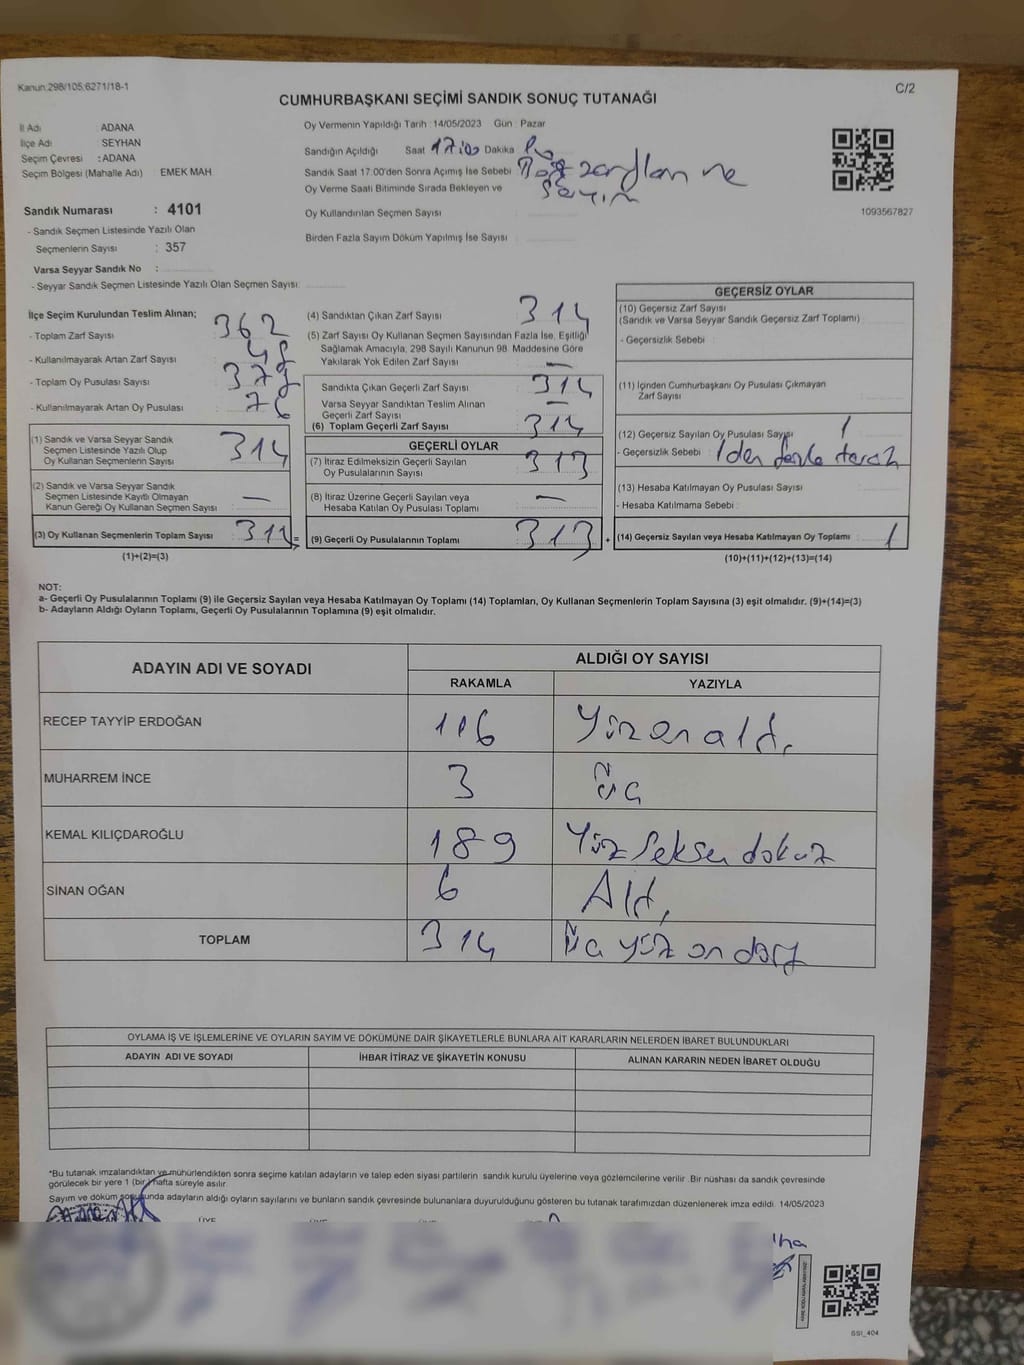 Kanun:298/105;6271/18-1
C/2
CUMHURBAŞKANI SEÇİMİ SANDIK SONUÇ TUTANAĞI
İl Adı ADANA
İlçe Adı SEYHAN
Seçim Çevresi : ADANA
Seçim Bölgesi (Mahalle Adı) EMEK MAH
Sandık Numarası : 4101
- Sandık Seçmen Listesinde Yazılı Olan
Seçmenlerin Sayısı : 357
Varsa Seyyar Sandık No :
- Seyyar Sandık Seçmen Listesinde Yazılı Olan Seçmen Sayısı:
Oy Vermenin Yapıldığı Tarih : 14/05/2023 Gün : Pazar
Sandığın Açıldığı Saat 17:00 Dakika
Sandık Saat 17.00'den Sonra Açımış İse Sebebi
Oy Verme Saati Bitiminde Sırada Bekleyen ve
Oy Kullandırılan Seçmen Sayısı :
Birden Fazla Sayım Döküm Yapılmış İse Sayısı :
zarfların ve
Sayın
1093567827
İlçe Seçim Kurulundan Teslim Alınan;
- Toplam Zarf Sayısı : 362
- Kullanılmayarak Artan Zarf Sayısı : 48
- Toplam Oy Pusulası Sayısı
- Kullanılmayarak Artan Oy Pusulası : 76
(1) Sandık ve Varsa Seyyar Sandık
Seçmen Listesinde Yazılı Olup
Oy Kullanan Seçmenlerin Sayısı 314
(2) Sandık ve Varsa Seyyar Sandık
Seçmen Listesinde Kayıtlı Olmayan
Kanun Gereği Oy Kullanan Seçmen Sayısı : —
(3) Oy Kullanan Seçmenlerin Toplam Sayısı : 314 =
(1)+(2)=(3)
(4) Sandıktan Çıkan Zarf Sayısı : 314
(5) Zarf Sayısı Oy Kullanan Seçmen Sayısından Fazla İse, Eşitliği
Sağlamak Amacıyla, 298 Sayılı Kanunun 98. Maddesine Göre
Yakılarak Yok Edilen Zarf Sayısı : —
Sandıkta Çıkan Geçerli Zarf Sayısı : 314
Varsa Seyyar Sandıktan Teslim Alınan
Geçerli Zarf Sayısı : —
(6) Toplam Geçerli Zarf Sayısı : 314
GEÇERLİ OYLAR
(7) İtiraz Edilmeksizin Geçerli Sayılan
Oy Pusulalarının Sayısı : 313
(8) İtiraz Üzerine Geçerli Sayılan veya
Hesaba Katılan Oy Pusulası Toplamı : —
(9) Geçerli Oy Pusulalarının Toplamı : 313 +
GEÇERSİZ OYLAR
(10) Geçersiz Zarf Sayısı
(Sandık ve Varsa Seyyar Sandık Geçersiz Zarf Toplamı) :
- Geçersizlik Sebebi :
(11) İçinden Cumhurbaşkanı Oy Pusulası Çıkmayan
Zarf Sayısı :
(12) Geçersiz Sayılan Oy Pusulası Sayısı : 1
- Geçersizlik Sebebi : 1 den fazla tercih
(13) Hesaba Katılmayan Oy Pusulası Sayısı :
- Hesaba Katılmama Sebebi :
(14) Geçersiz Sayılan veya Hesaba Katılmayan Oy Toplamı : 1
(10)+(11)+(12)+(13)=(14)
NOT:
a- Geçerli Oy Pusulalarının Toplamı (9) ile Geçersiz Sayılan veya Hesaba Katılmayan Oy Toplamı (14) Toplamları, Oy Kullanan Seçmenlerin Toplam Sayısına (3) eşit olmalıdır. (9)+(14)=(3)
b- Adayların Aldığı Oyların Toplamı, Geçerli Oy Pusulalarının Toplamına (9) eşit olmalıdır.
ADAYIN ADI VE SOYADI
ALDIĞI OY SAYISI
RAKAMLA YAZIYLA
RECEP TAYYİP ERDOĞAN 116 Yüzonaltı
MUHARREM İNCE 3 Üç
KEMAL KILIÇDAROĞLU 189 Yüz seksen dokuz
SİNAN OĞAN 6 Altı
TOPLAM 314 Üç yüz on dört
OYLAMA İŞ VE İŞLEMLERİNE VE OYLARIN SAYIM VE DÖKÜMÜNE DAİR ŞİKAYETLERLE BUNLARA AİT KARARLARIN NELERDEN İBARET BULUNDUKLARI
ADAYIN ADI VE SOYADI İHBAR İTİRAZ VE ŞİKAYETİN KONUSU ALINAN KARARIN NEDEN İBARET OLDUĞU
*Bu tutanak imzalandıktan ve mühürlendikten sonra seçime katılan adayların ve talep eden siyasi partilerin sandık kurulu üyelerine veya gözlemcilerine verilir. Bir nüshası da sandık çevresinde
görülecek bir yere 1 (bir) hafta süreyle asılır.
Sayım ve döküm sonucunda adayların aldığı oyların sayılarını ve bunların sandık çevresinde bulunanlara duyurulduğunu gösteren bu tutanak tarafımızdan düzenlenerek imza edildi. 14/05/2023
ÜYE
SSI_404